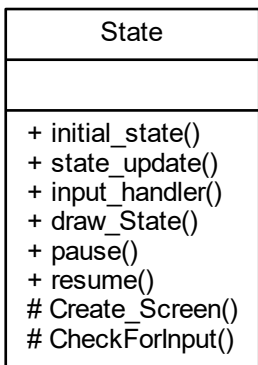 State
+ initial_state()
+ state_update()
+ input_handler()
+ draw_State()
+ pause()
+ resume()
# Create_Screen()
# CheckForInput()